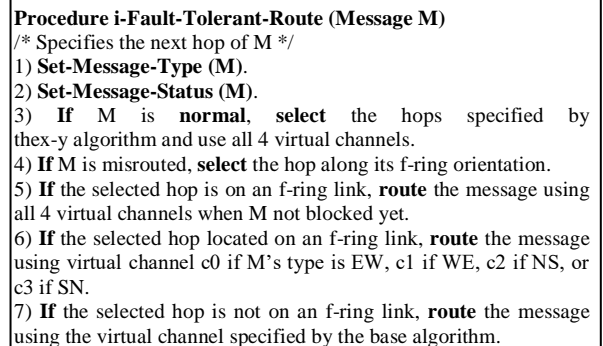 Procedure i-Fault-Tolerant-Route (Message M)
/* Specifies the next hop of M */
1) Set-Message-Type (M).
2) Set-Message-Status (M).
3) If M is normal, select the hops specified by
thex-y algorithm and use all 4 virtual channels.
4) If M is misrouted, select the hop along its f-ring orientation.
5) If the selected hop is on an f-ring link, route the message using
all 4 virtual channels when M not blocked yet.
6) If the selected hop located on an f-ring link, route the message
using virtual channel c0 if M's type is EW, c1 if WE, c2 if NS, or
c3 if SN.
7) If the selected hop is not on an f-ring link, route the message
using the virtual channel specified by the base algorithm.